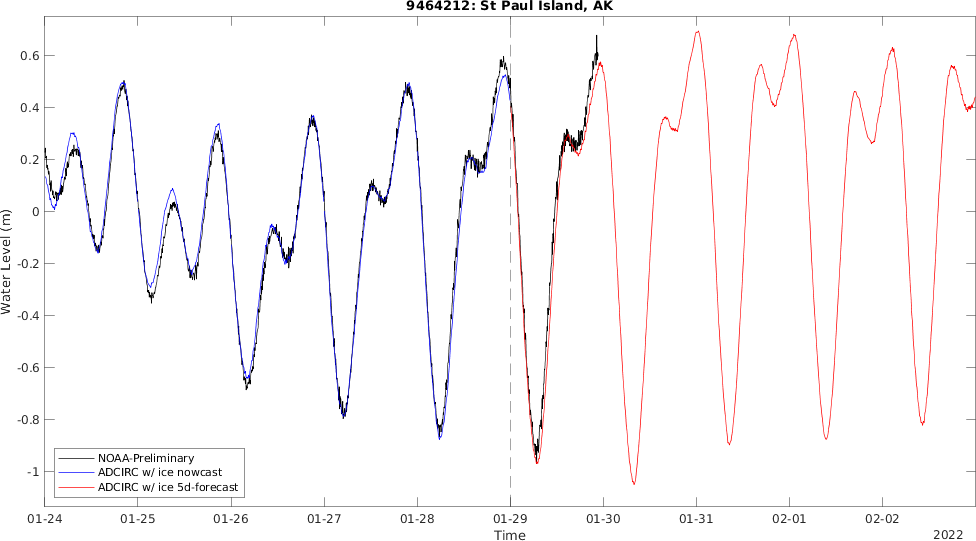 9464212: St Paul Island, AK
Water Level (m)
0.6
0.4
0.2
0
-0.2
-0.4
-0.6
-0.8
-1
NOAA-Preliminary
ADCIRC w/ ice nowcast
ADCIRC w/ ice 5d-forecast
01-24 01-25 01-26 01-27 01-28 01-29 01-30 01-31 02-01 02-02
Time
2022